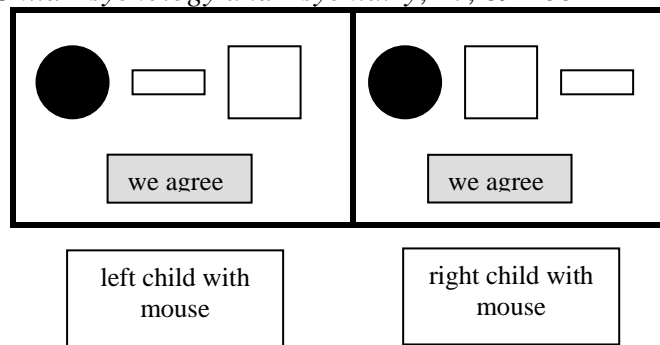 we agree
we agree
left child with
mouse
right child with
mouse